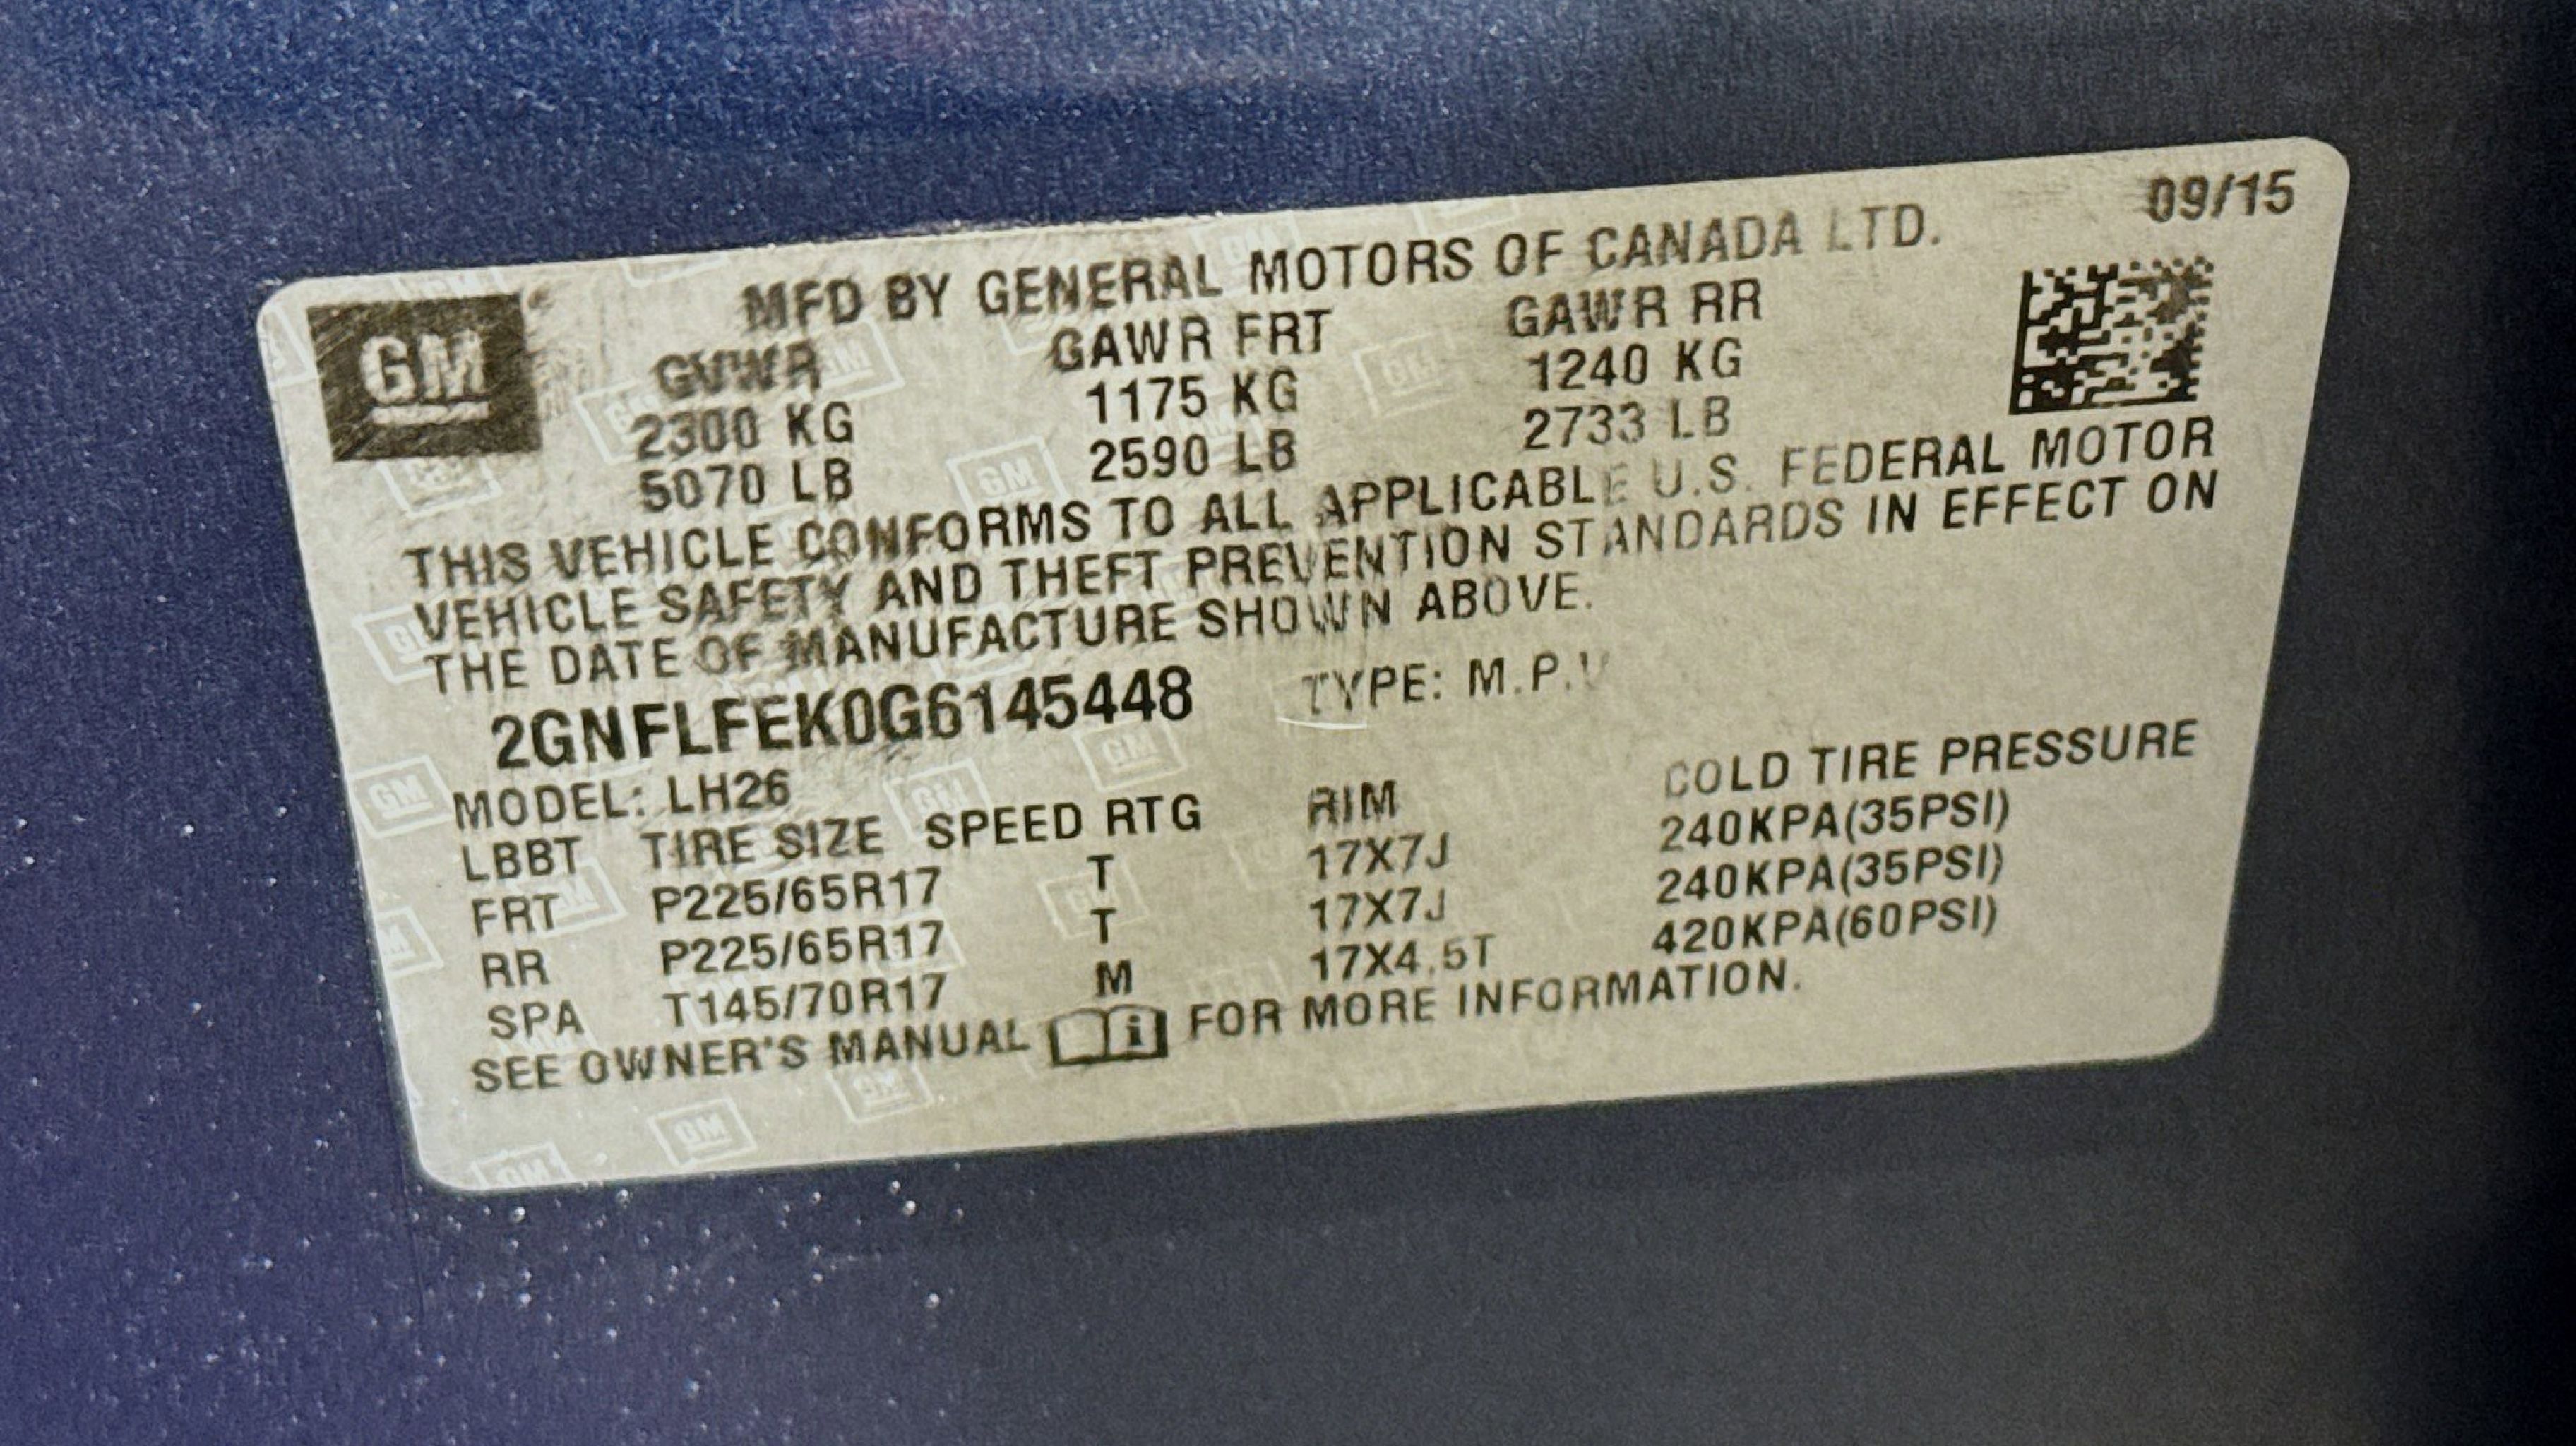 09/15
GM
MFD BY GENERAL MOTORS OF CANADA LTD.
GVWR GAWR FRT GAWR RR
2300 KG 1175 KG 1240 KG
5070 LB 2590 LB 2733 LB
THIS VEHICLE CONFORMS TO ALL APPLICABLE U.S. FEDERAL MOTOR
VEHICLE SAFETY AND THEFT PREVENTION STANDARDS IN EFFECT ON
THE DATE OF MANUFACTURE SHOWN ABOVE.
2GNFLFEK0G6145448 TYPE: M.P.V
MODEL: LH26
LBBT TIRE SIZE SPEED RTG RIM COLD TIRE PRESSURE
FRT P225/65R17 T 17X7J 240KPA(35PSI)
RR P225/65R17 T 17X7J 240KPA(35PSI)
SPA T145/70R17 M 17X4.5T 420KPA(60PSI)
SEE OWNER'S MANUAL i FOR MORE INFORMATION.